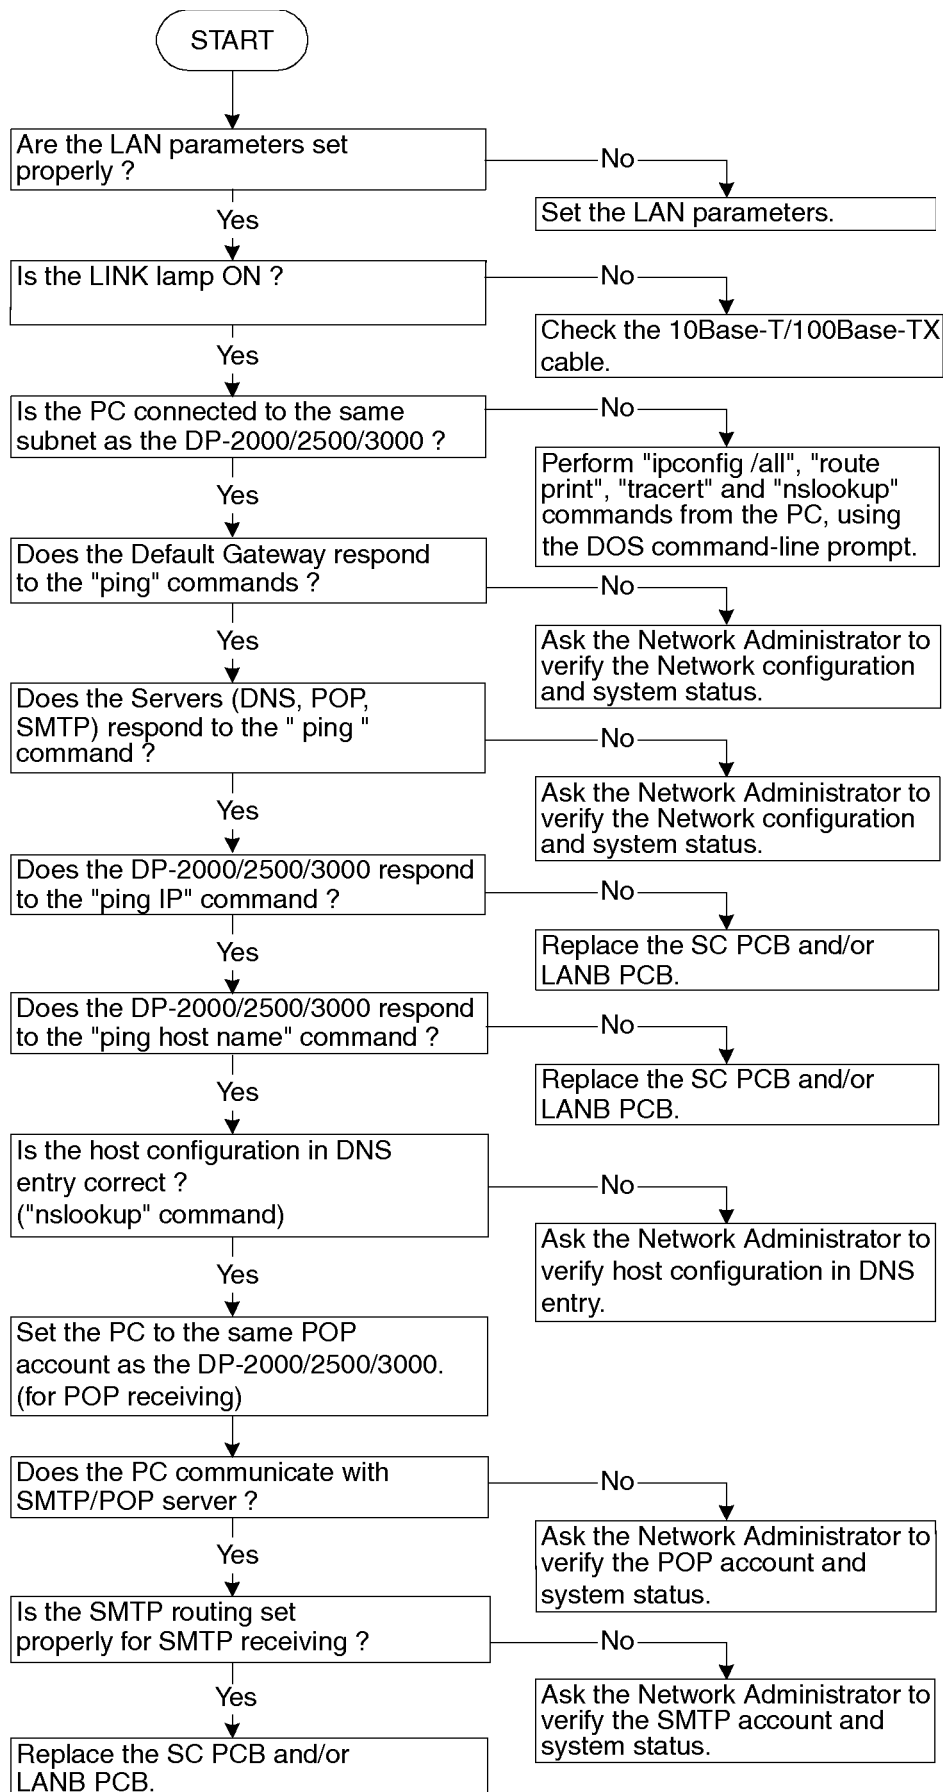 START
Are the LAN parameters set
properly ?
No
Set the LAN parameters.
Yes
Is the LINK lamp ON ?
No
Check the 10Base-T/100Base-TX
cable.
Yes
Is the PC connected to the same
subnet as the DP-2000/2500/3000 ?
No
Perform "ipconfig /all", "route
print", "tracert" and "nslookup"
commands from the PC, using
the DOS command-line prompt.
Yes
Does the Default Gateway respond
to the "ping" commands ?
No
Ask the Network Administrator to
verify the Network configuration
and system status.
Yes
Does the Servers (DNS, POP,
SMTP) respond to the " ping "
command ?
No
Ask the Network Administrator to
verify the Network configuration
and system status.
Yes
Does the DP-2000/2500/3000 respond
to the "ping IP" command ?
No
Replace the SC PCB and/or
LANB PCB.
Yes
Does the DP-2000/2500/3000 respond
to the "ping host name" command ?
No
Replace the SC PCB and/or
LANB PCB.
Yes
Is the host configuration in DNS
entry correct ?
("nslookup" command)
No
Ask the Network Administrator to
verify host configuration in DNS
entry.
Yes
Set the PC to the same POP
account as the DP-2000/2500/3000.
(for POP receiving)
Does the PC communicate with
SMTP/POP server ?
No
Ask the Network Administrator to
verify the POP account and
system status.
Yes
Is the SMTP routing set
properly for SMTP receiving ?
No
Ask the Network Administrator to
verify the SMTP account and
system status.
Yes
Replace the SC PCB and/or
LANB PCB.